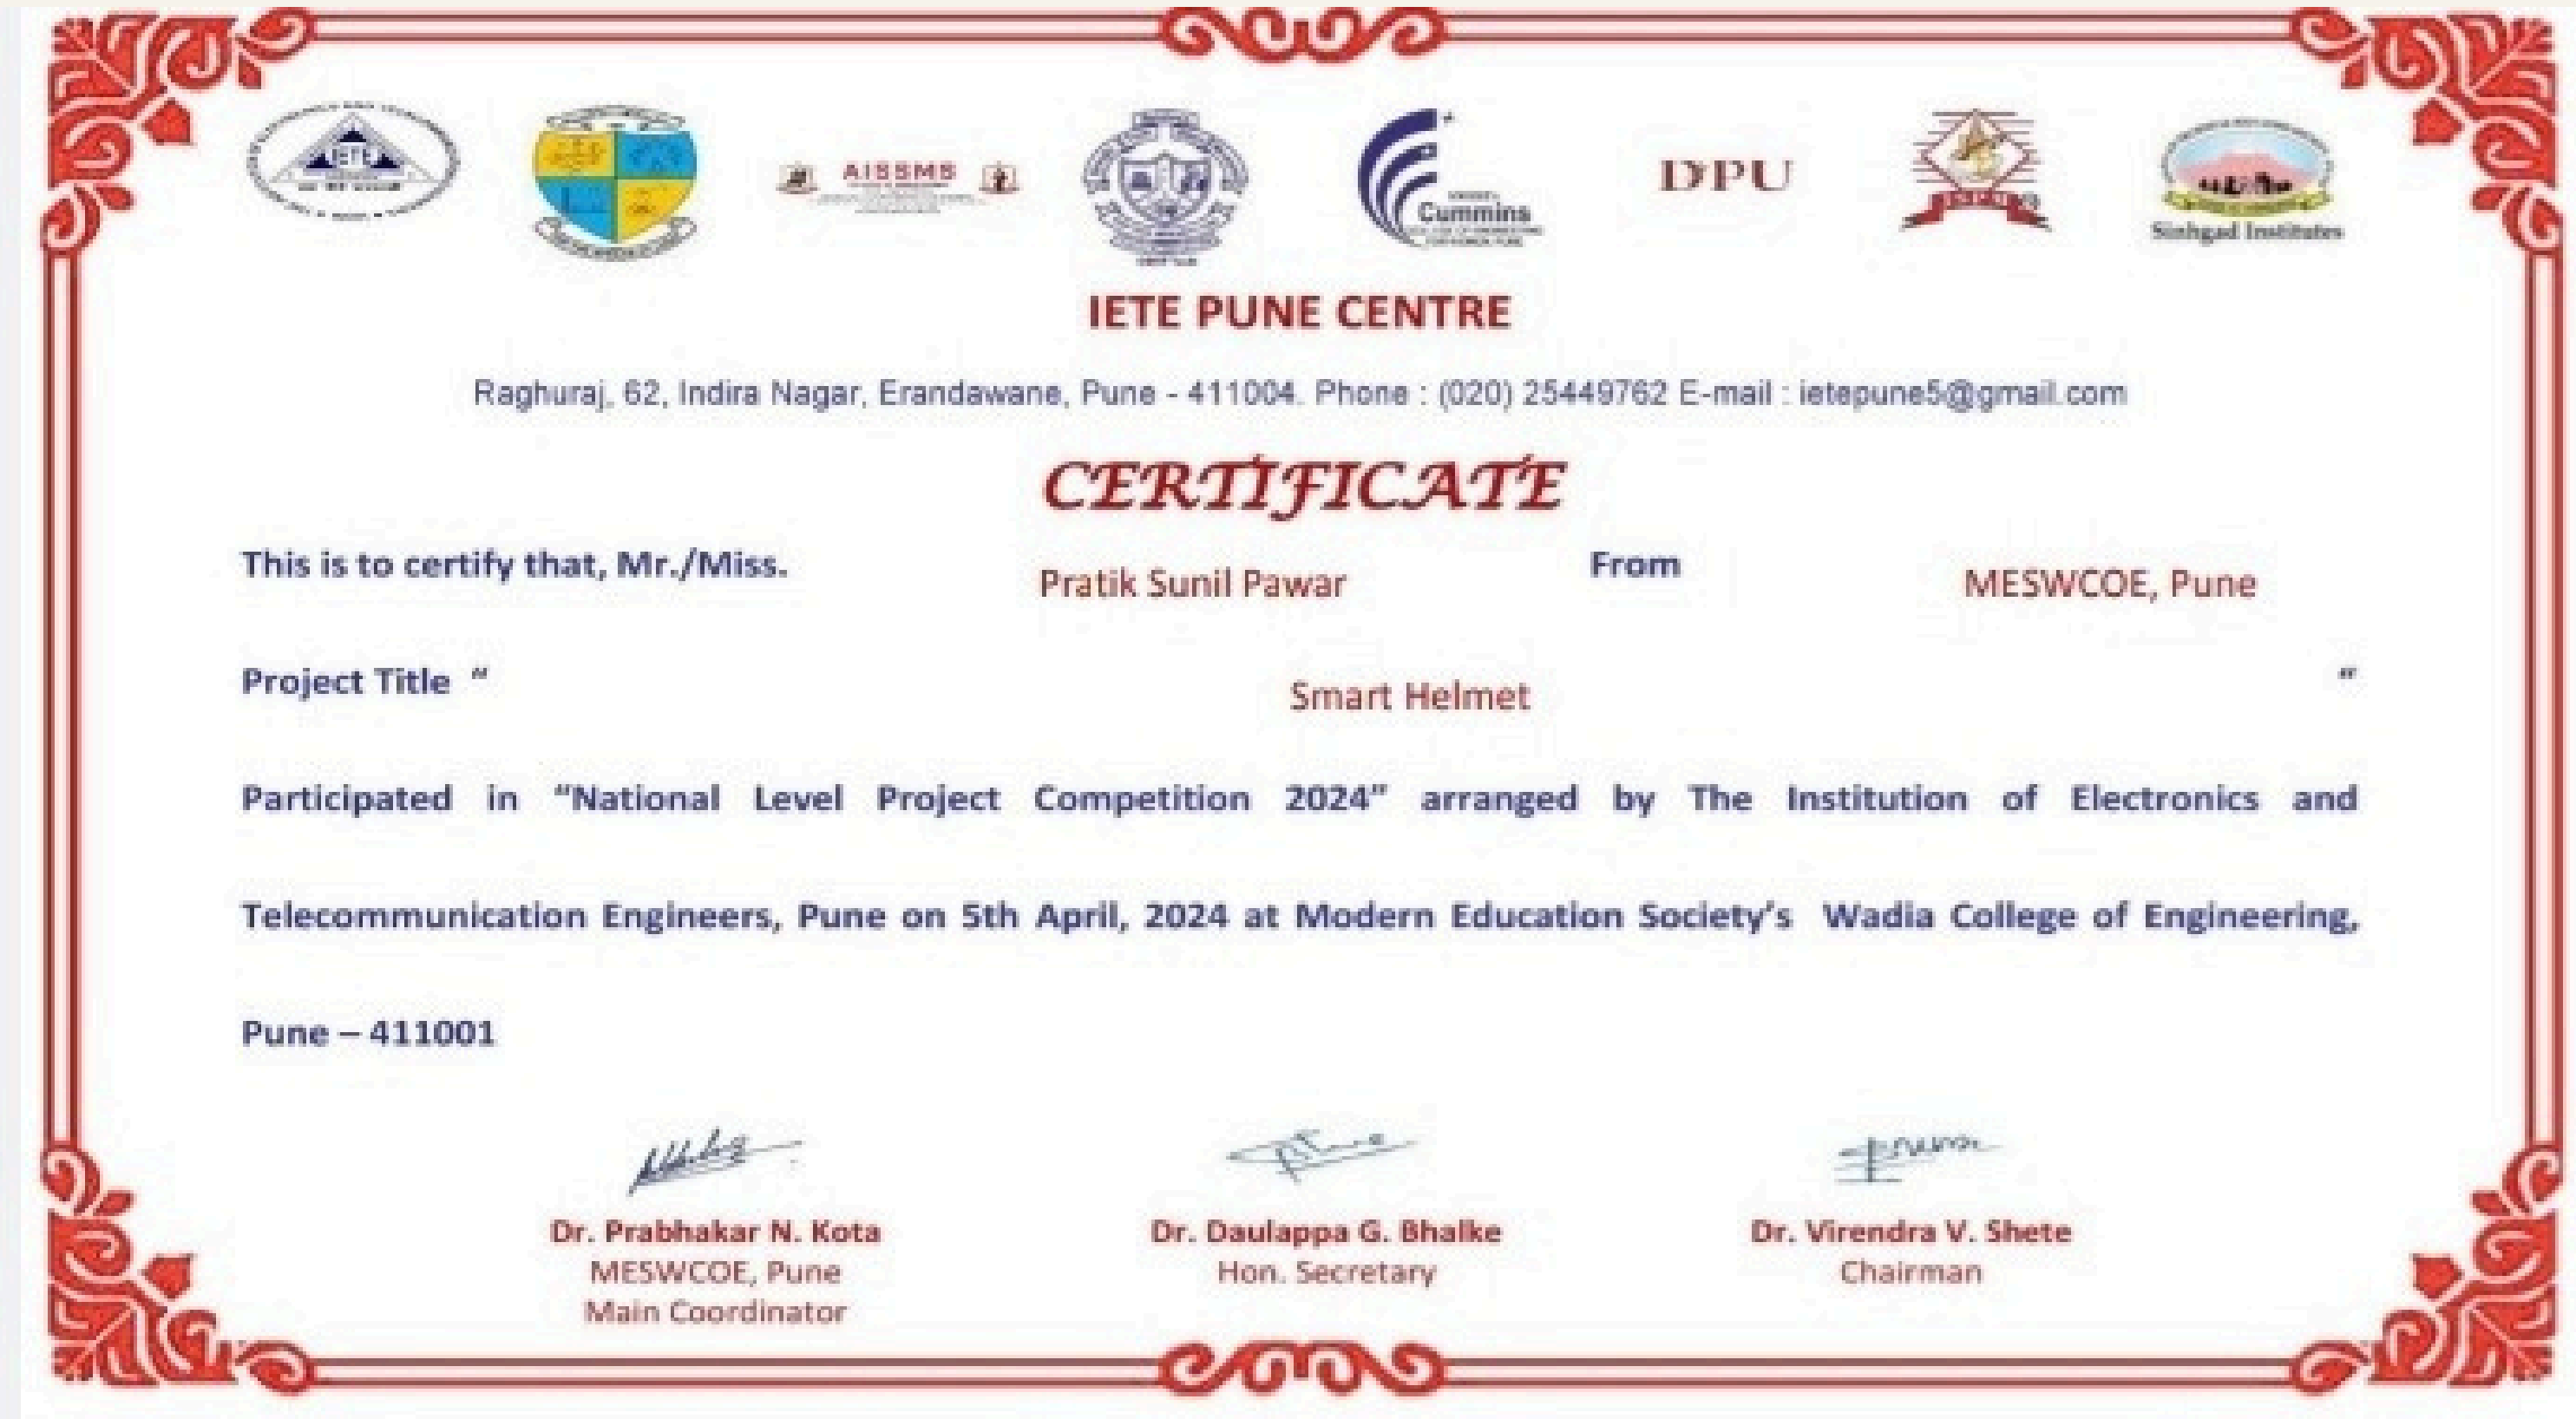 IETE
AISSMS
Cummins
DPU
Sinhgad Institutes
IETE PUNE CENTRE
Raghuraj, 62, Indira Nagar, Erandawane, Pune - 411004. Phone : (020) 25449762 E-mail : ietepune5@gmail.com
CERTIFICATE
This is to certify that, Mr./Miss. Pratik Sunil Pawar From MESWCOE, Pune
Project Title “ Smart Helmet “
Participated in “National Level Project Competition 2024” arranged by The Institution of Electronics and
Telecommunication Engineers, Pune on 5th April, 2024 at Modern Education Society’s Wadia College of Engineering,
Pune – 411001
Dr. Prabhakar N. Kota Dr. Daulappa G. Bhalke Dr. Virendra V. Shete
MESWCOE, Pune Hon. Secretary Chairman
Main Coordinator